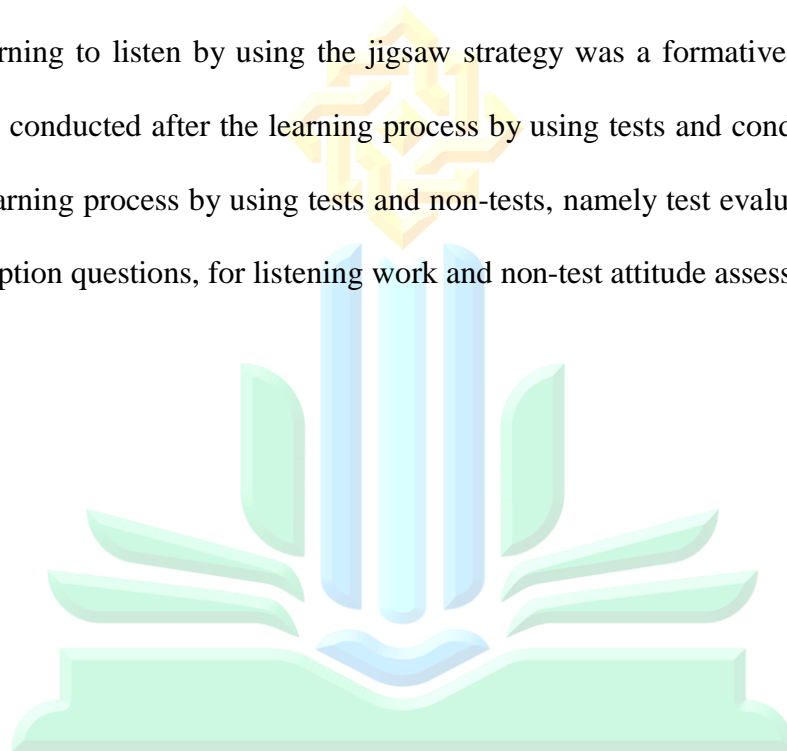 rning to listen by using the jigsaw strategy was a formative
conducted after the learning process by using tests and cond
arning process by using tests and non-tests, namely test evalu
ption questions, for listening work and non-test attitude assess